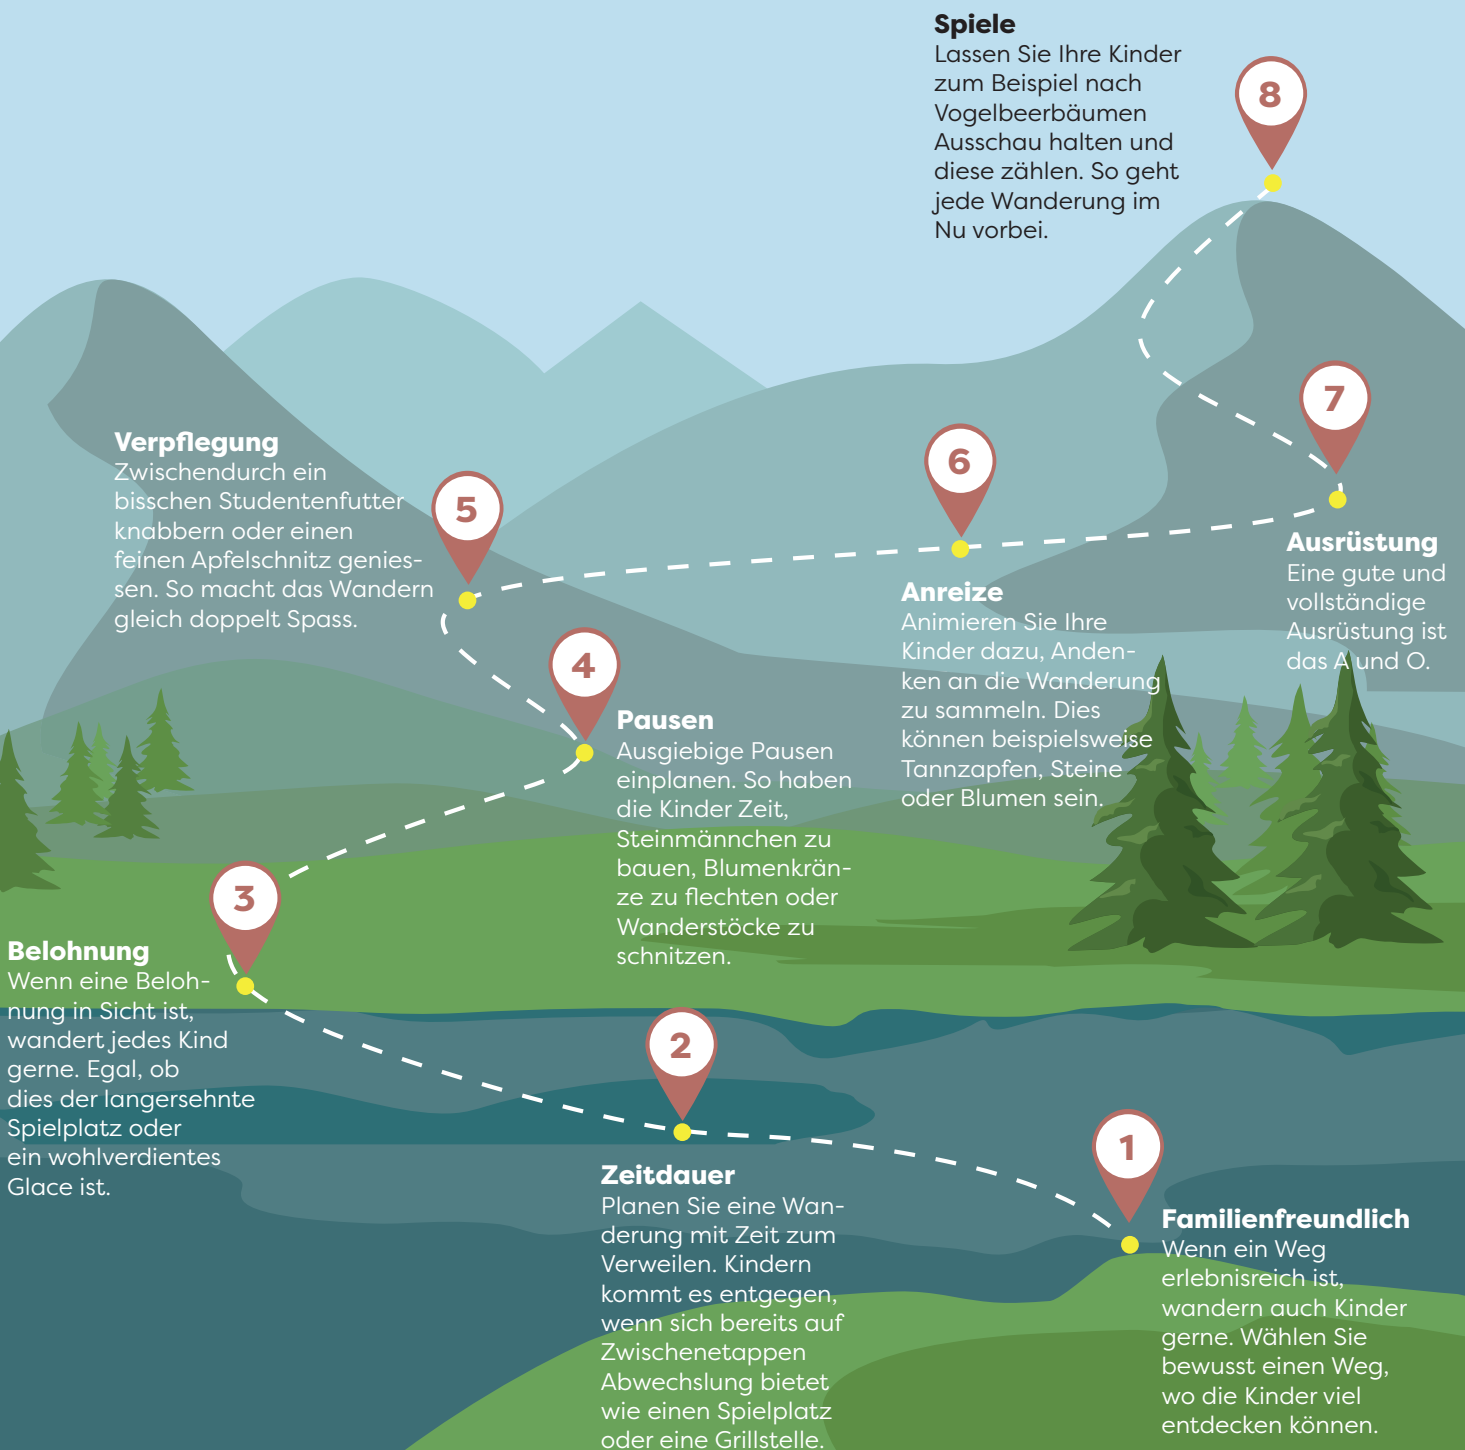 Spiele
Lassen Sie Ihre Kinder
zum Beispiel nach
Vogelbeerbäumen
Ausschau halten und
diese zählen. So geht
jede Wanderung im
Nu vorbei.
8
7
Ausrüstung
Eine gute und
vollständige
Ausrüstung ist
das A und O.
6
Anreize
Animieren Sie Ihre
Kinder dazu, Anden-
ken an die Wanderung
zu sammeln. Dies
können beispielsweise
Tannzapfen, Steine
oder Blumen sein.
Verpflegung
Zwischendurch ein
bisschen Studentenfutter
knabbern oder einen
feinen Apfelschnitz genies-
sen. So macht das Wandern
gleich doppelt Spass.
5
4
Pausen
Ausgiebige Pausen
einplanen. So haben
die Kinder Zeit,
Steinmännchen zu
bauen, Blumenkrän-
ze zu flechten oder
Wanderstöcke zu
schnitzen.
3
Belohnung
Wenn eine Beloh-
nung in Sicht ist,
wandert jedes Kind
gerne. Egal, ob
dies der langersehnte
Spielplatz oder
ein wohlverdientes
Glace ist.
2
Zeitdauer
Planen Sie eine Wan-
derung mit Zeit zum
Verweilen. Kindern
kommt es entgegen,
wenn sich bereits auf
Zwischenetappen
Abwechslung bietet
wie einen Spielplatz
oder eine Grillstelle.
1
Familienfreundlich
Wenn ein Weg
erlebnisreich ist,
wandern auch Kinder
gerne. Wählen Sie
bewusst einen Weg,
wo die Kinder viel
entdecken können.